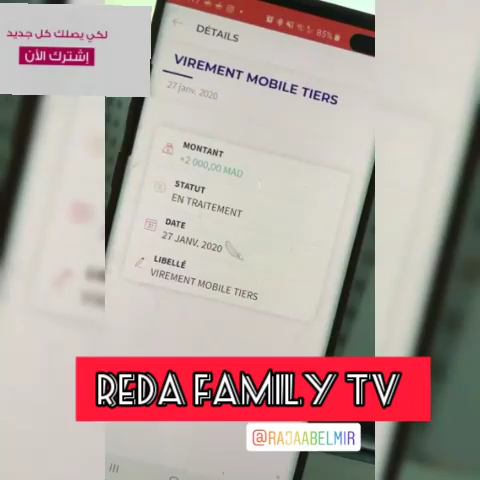 لكي يصلك كل جديد
إشترك الآن
85%
DÉTAILS
VIREMENT MOBILE TIERS
27 janv. 2020
MONTANT
+2 000,00 MAD
STATUT
EN TRAITEMENT
DATE
27 JANV. 2020
LIBELLÉ
VIREMENT MOBILE TIERS
REDA FAMILY TV
@RAJAABELMIR